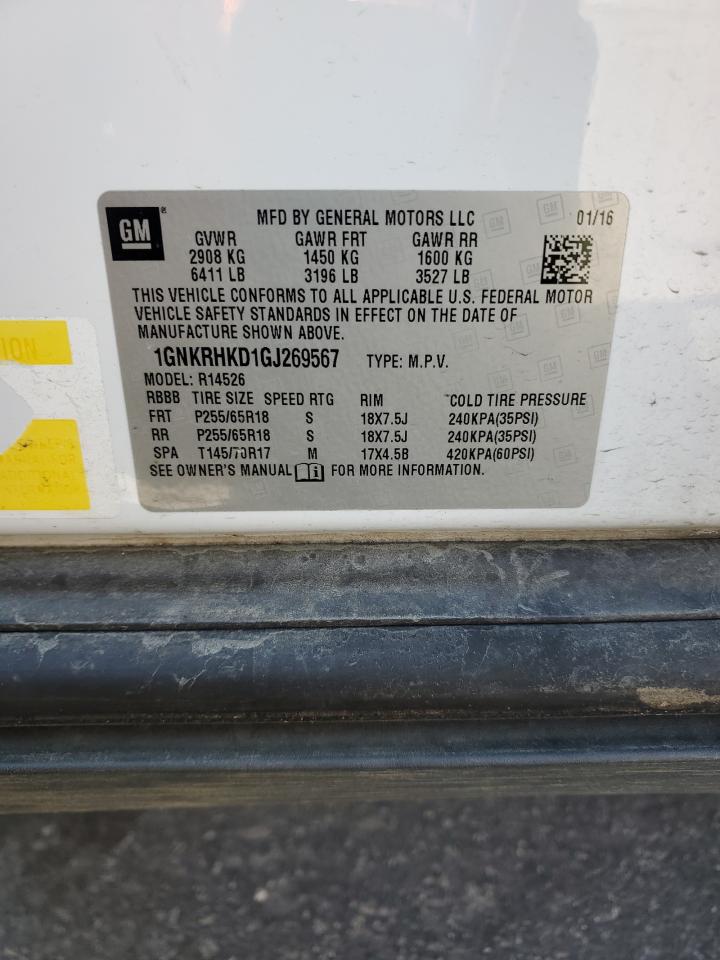 GM ®
MFD BY GENERAL MOTORS LLC 01/16
GVWR GAWR FRT GAWR RR
2908 KG 1450 KG 1600 KG
6411 LB 3196 LB 3527 LB
THIS VEHICLE CONFORMS TO ALL APPLICABLE U.S. FEDERAL MOTOR
VEHICLE SAFETY STANDARDS IN EFFECT ON THE DATE OF
MANUFACTURE SHOWN ABOVE.
1GNKRHKD1GJ269567 TYPE: M.P.V.
MODEL: R14526
RBBB TIRE SIZE SPEED RTG RIM COLD TIRE PRESSURE
FRT P255/65R18 S 18X7.5J 240KPA(35PSI)
RR P255/65R18 S 18X7.5J 240KPA(35PSI)
SPA T145/70R17 M 17X4.5B 420KPA(60PSI)
SEE OWNER'S MANUAL i FOR MORE INFORMATION.